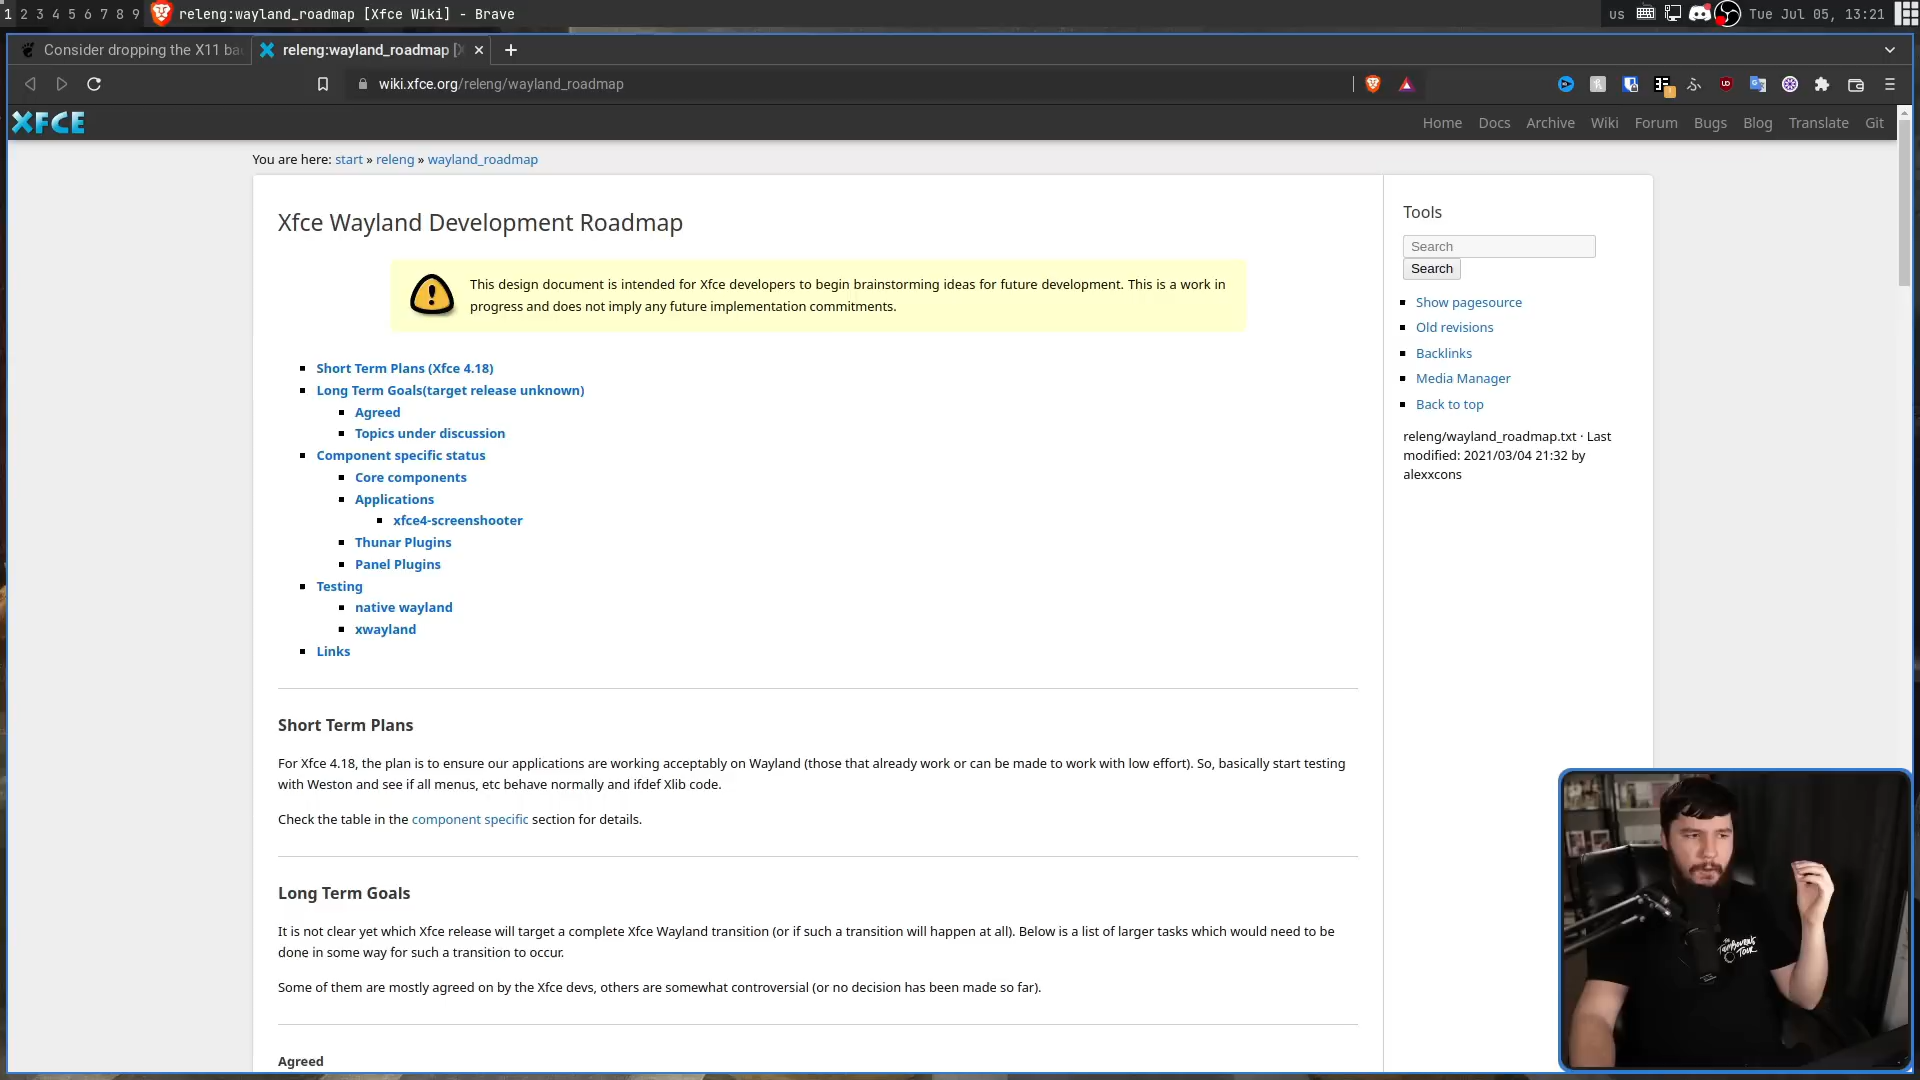 1 2 3 4 5 6 7 8 9 releng:wayland_roadmap [Xfce Wiki] - Brave
us Tue Jul 05, 13:21
Consider dropping the X11 ba
releng:wayland_roadmap [X
wiki.xfce.org/releng/wayland_roadmap
XFCE
Home Docs Archive Wiki Forum Bugs Blog Translate Git
You are here: start » releng » wayland_roadmap
Xfce Wayland Development Roadmap
This design document is intended for Xfce developers to begin brainstorming ideas for future development. This is a work in
progress and does not imply any future implementation commitments.
Short Term Plans (Xfce 4.18)
Long Term Goals(target release unknown)
Agreed
Topics under discussion
Component specific status
Core components
Applications
xfce4-screenshooter
Thunar Plugins
Panel Plugins
Testing
native wayland
xwayland
Links
Short Term Plans
For Xfce 4.18, the plan is to ensure our applications are working acceptably on Wayland (those that already work or can be made to work with low effort). So, basically start testing
with Weston and see if all menus, etc behave normally and ifdef Xlib code.
Check the table in the component specific section for details.
Long Term Goals
It is not clear yet which Xfce release will target a complete Xfce Wayland transition (or if such a transition will happen at all). Below is a list of larger tasks which would need to be
done in some way for such a transition to occur.
Some of them are mostly agreed on by the Xfce devs, others are somewhat controversial (or no decision has been made so far).
Agreed
Tools
Search
Search
Show pagesource
Old revisions
Backlinks
Media Manager
Back to top
releng/wayland_roadmap.txt · Last
modified: 2021/03/04 21:32 by
alexxcons